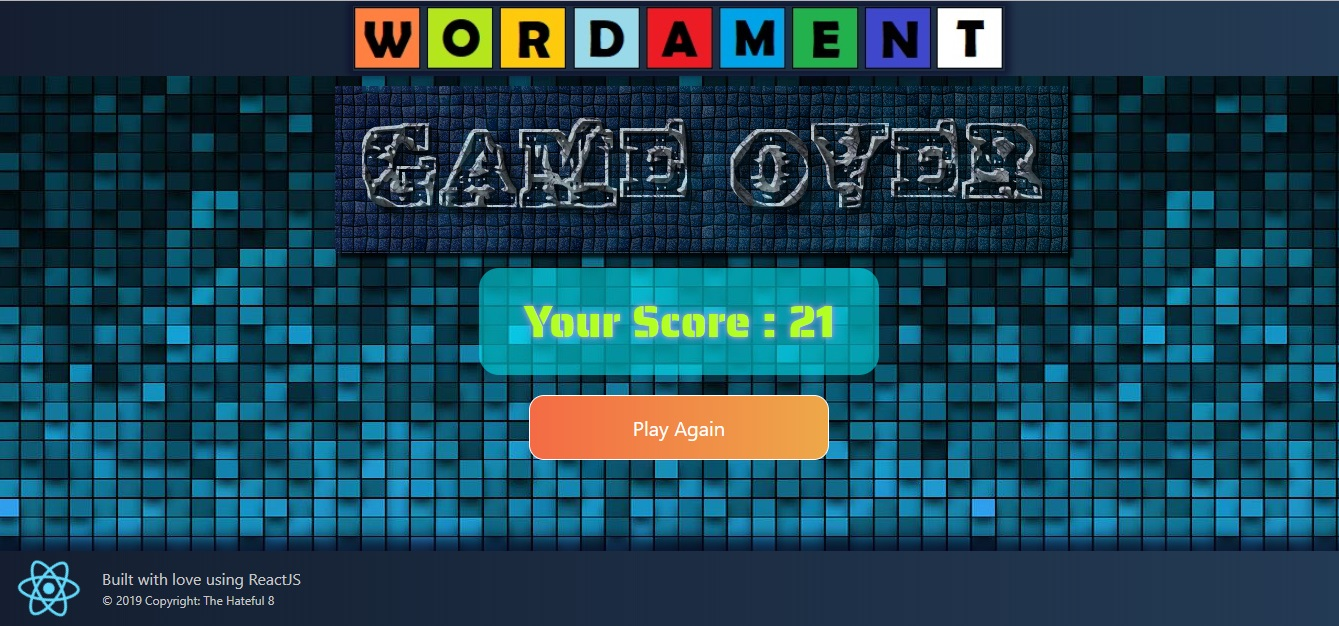 WORDAMENT
GAME OVER
Your Score : 21
Play Again
Built with love using ReactJS
© 2019 Copyright: The Hateful 8